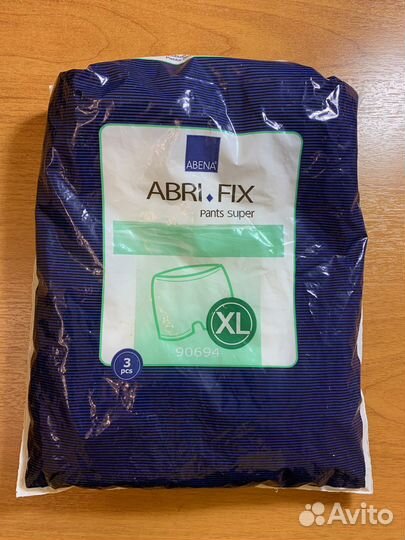 ABENA®
ABRI•FIX
Pants super
XL
90694
3
pcs
Avito